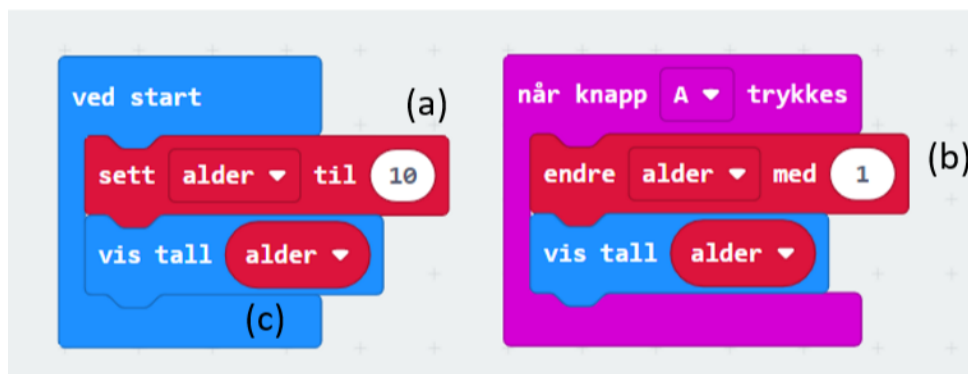 ved start
(a)
sett alder til 10
vis tall alder
(c)
når knapp A trykkes
endre alder med 1
(b)
vis tall alder